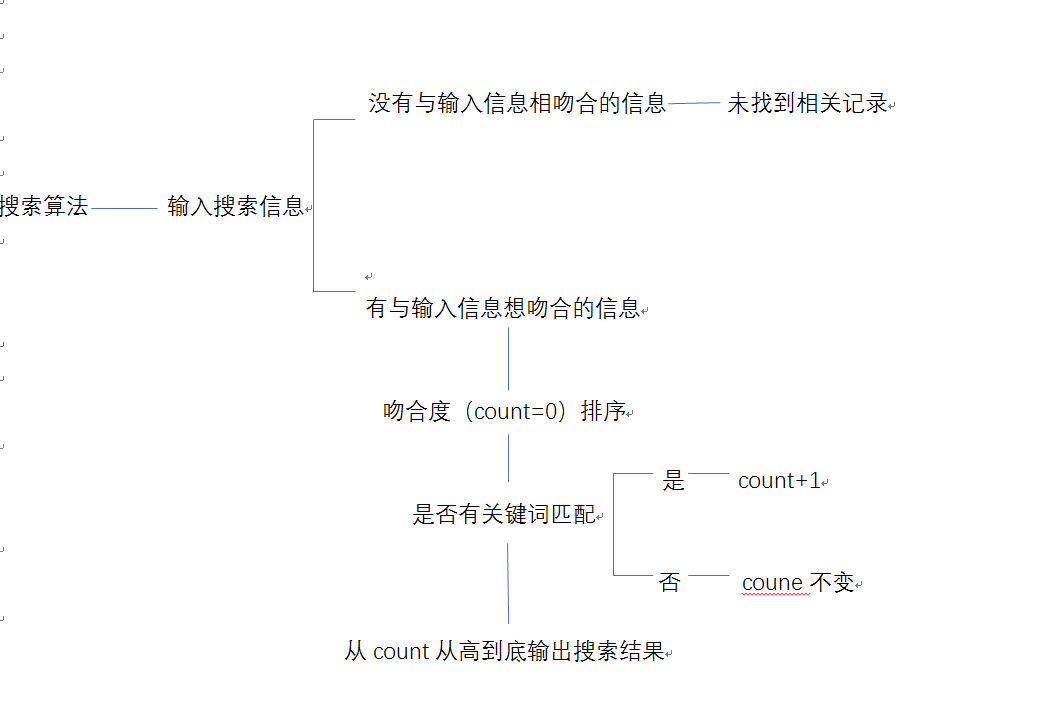 没有与输入信息相吻合的信息 未找到相关记录
搜索算法 输入搜索信息
有与输入信息想吻合的信息
吻合度（count=0）排序
是 count+1
是否有关键词匹配
否 coune 不变
从 count 从高到底输出搜索结果